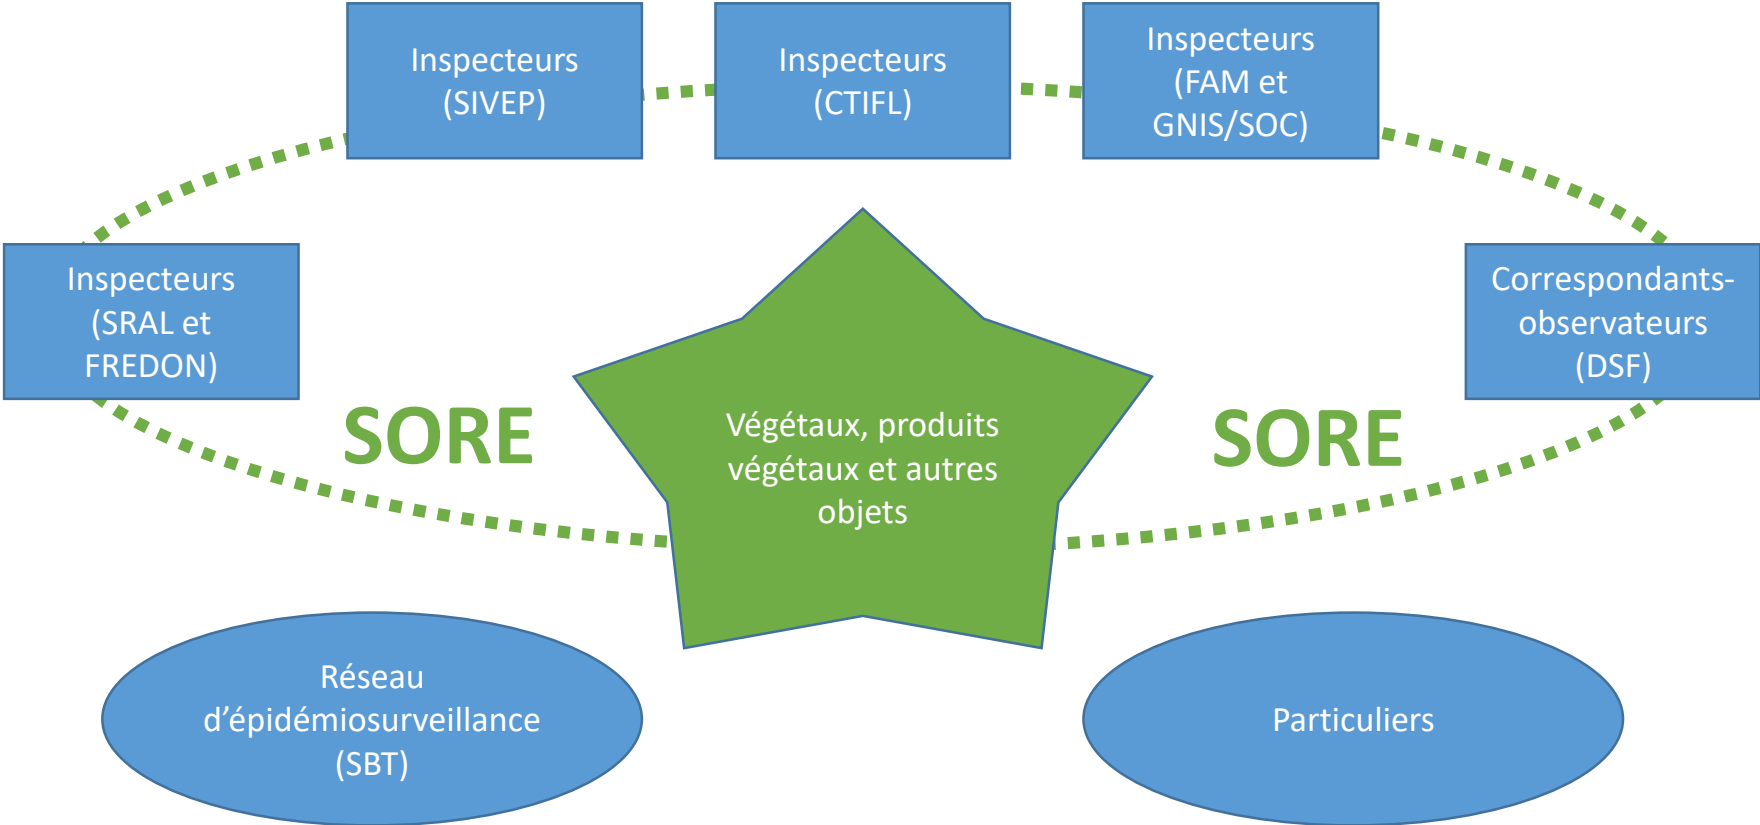 Inspecteurs
(SIVEP)
Inspecteurs
(CTIFL)
Inspecteurs
(FAM et
GNIS/SOC)
Inspecteurs
(SRAL et
FREDON)
Correspondants-
observateurs
(DSF)
SORE
Végétaux, produits
végétaux et autres
objets
SORE
Réseau
d’épidémiosurveillance
(SBT)
Particuliers